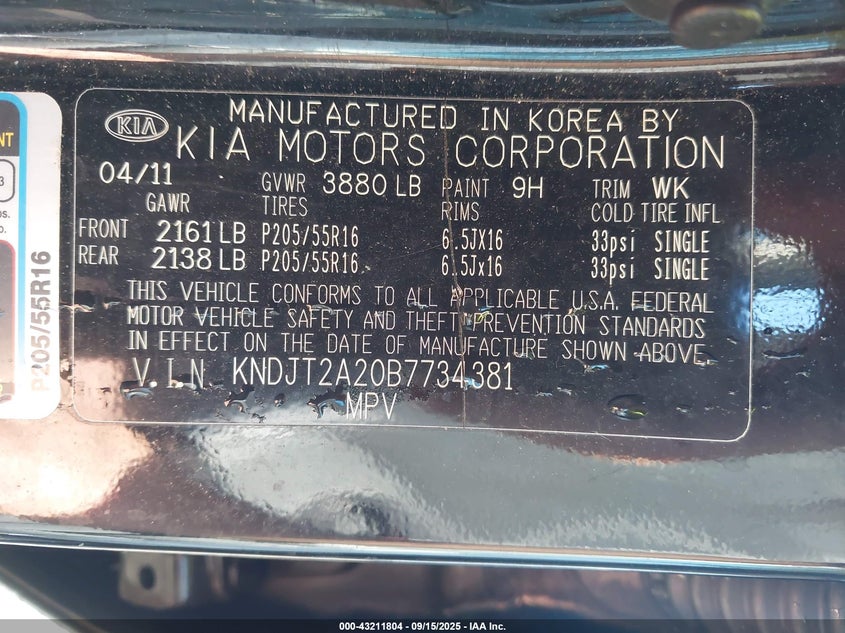 MANUFACTURED IN KOREA BY
KIA KIA MOTORS CORPORATION
04/11 GVWR 3880 LB PAINT 9H TRIM WK
GAWR TIRES RIMS COLD TIRE INFL
FRONT 2161 LB P205/55R16 6.5JX16 33psi SINGLE
REAR 2138 LB P205/55R16 6.5Jx16 33psi SINGLE
THIS VEHICLE CONFORMS TO ALL APPLICABLE U.S.A. FEDERAL
MOTOR VEHICLE SAFETY AND THEFT PREVENTION STANDARDS
IN EFFECT ON THE DATE OF MANUFACTURE SHOWN ABOVE
V.I.N. KNDJT2A20B7734381
MPV
P205/55R16
000-43211804 - 09/15/2025 - IAA Inc.